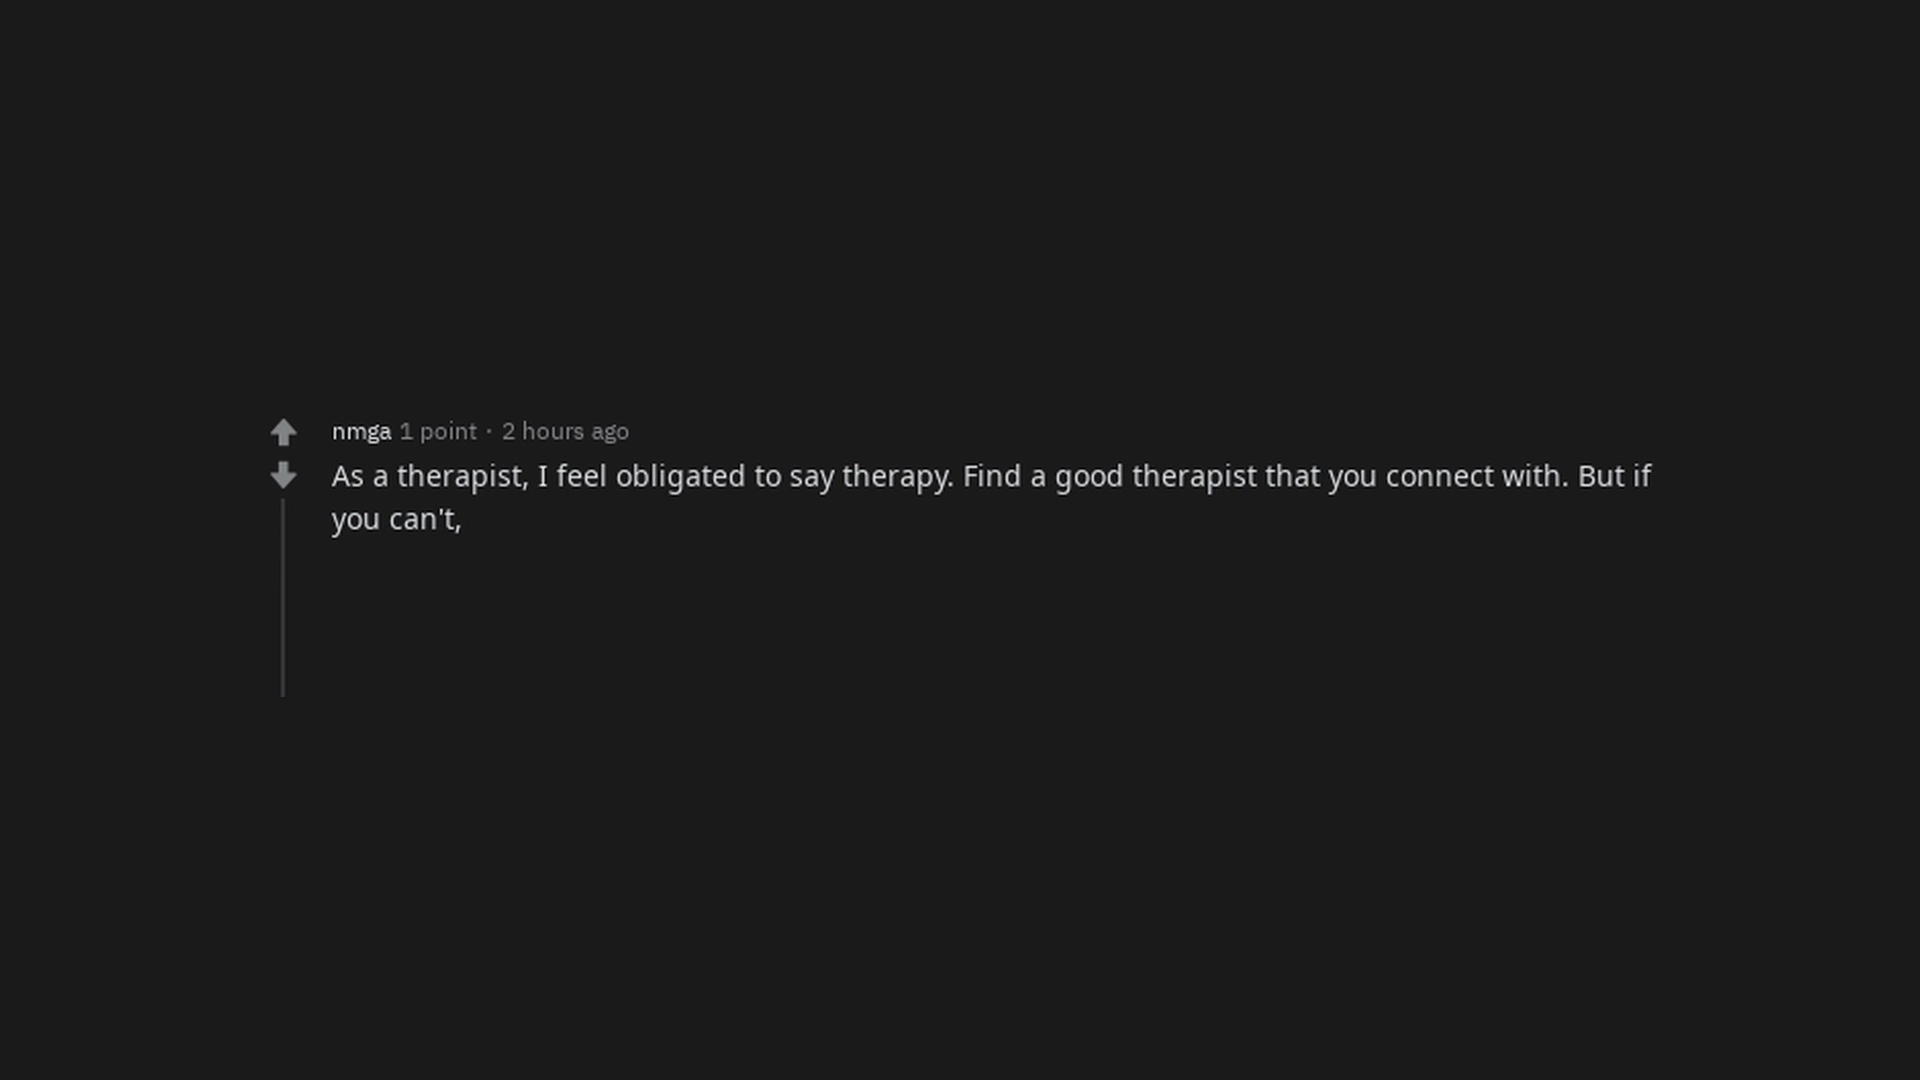 nmga 1 point · 2 hours ago
As a therapist, I feel obligated to say therapy. Find a good therapist that you connect with. But if
you can't,